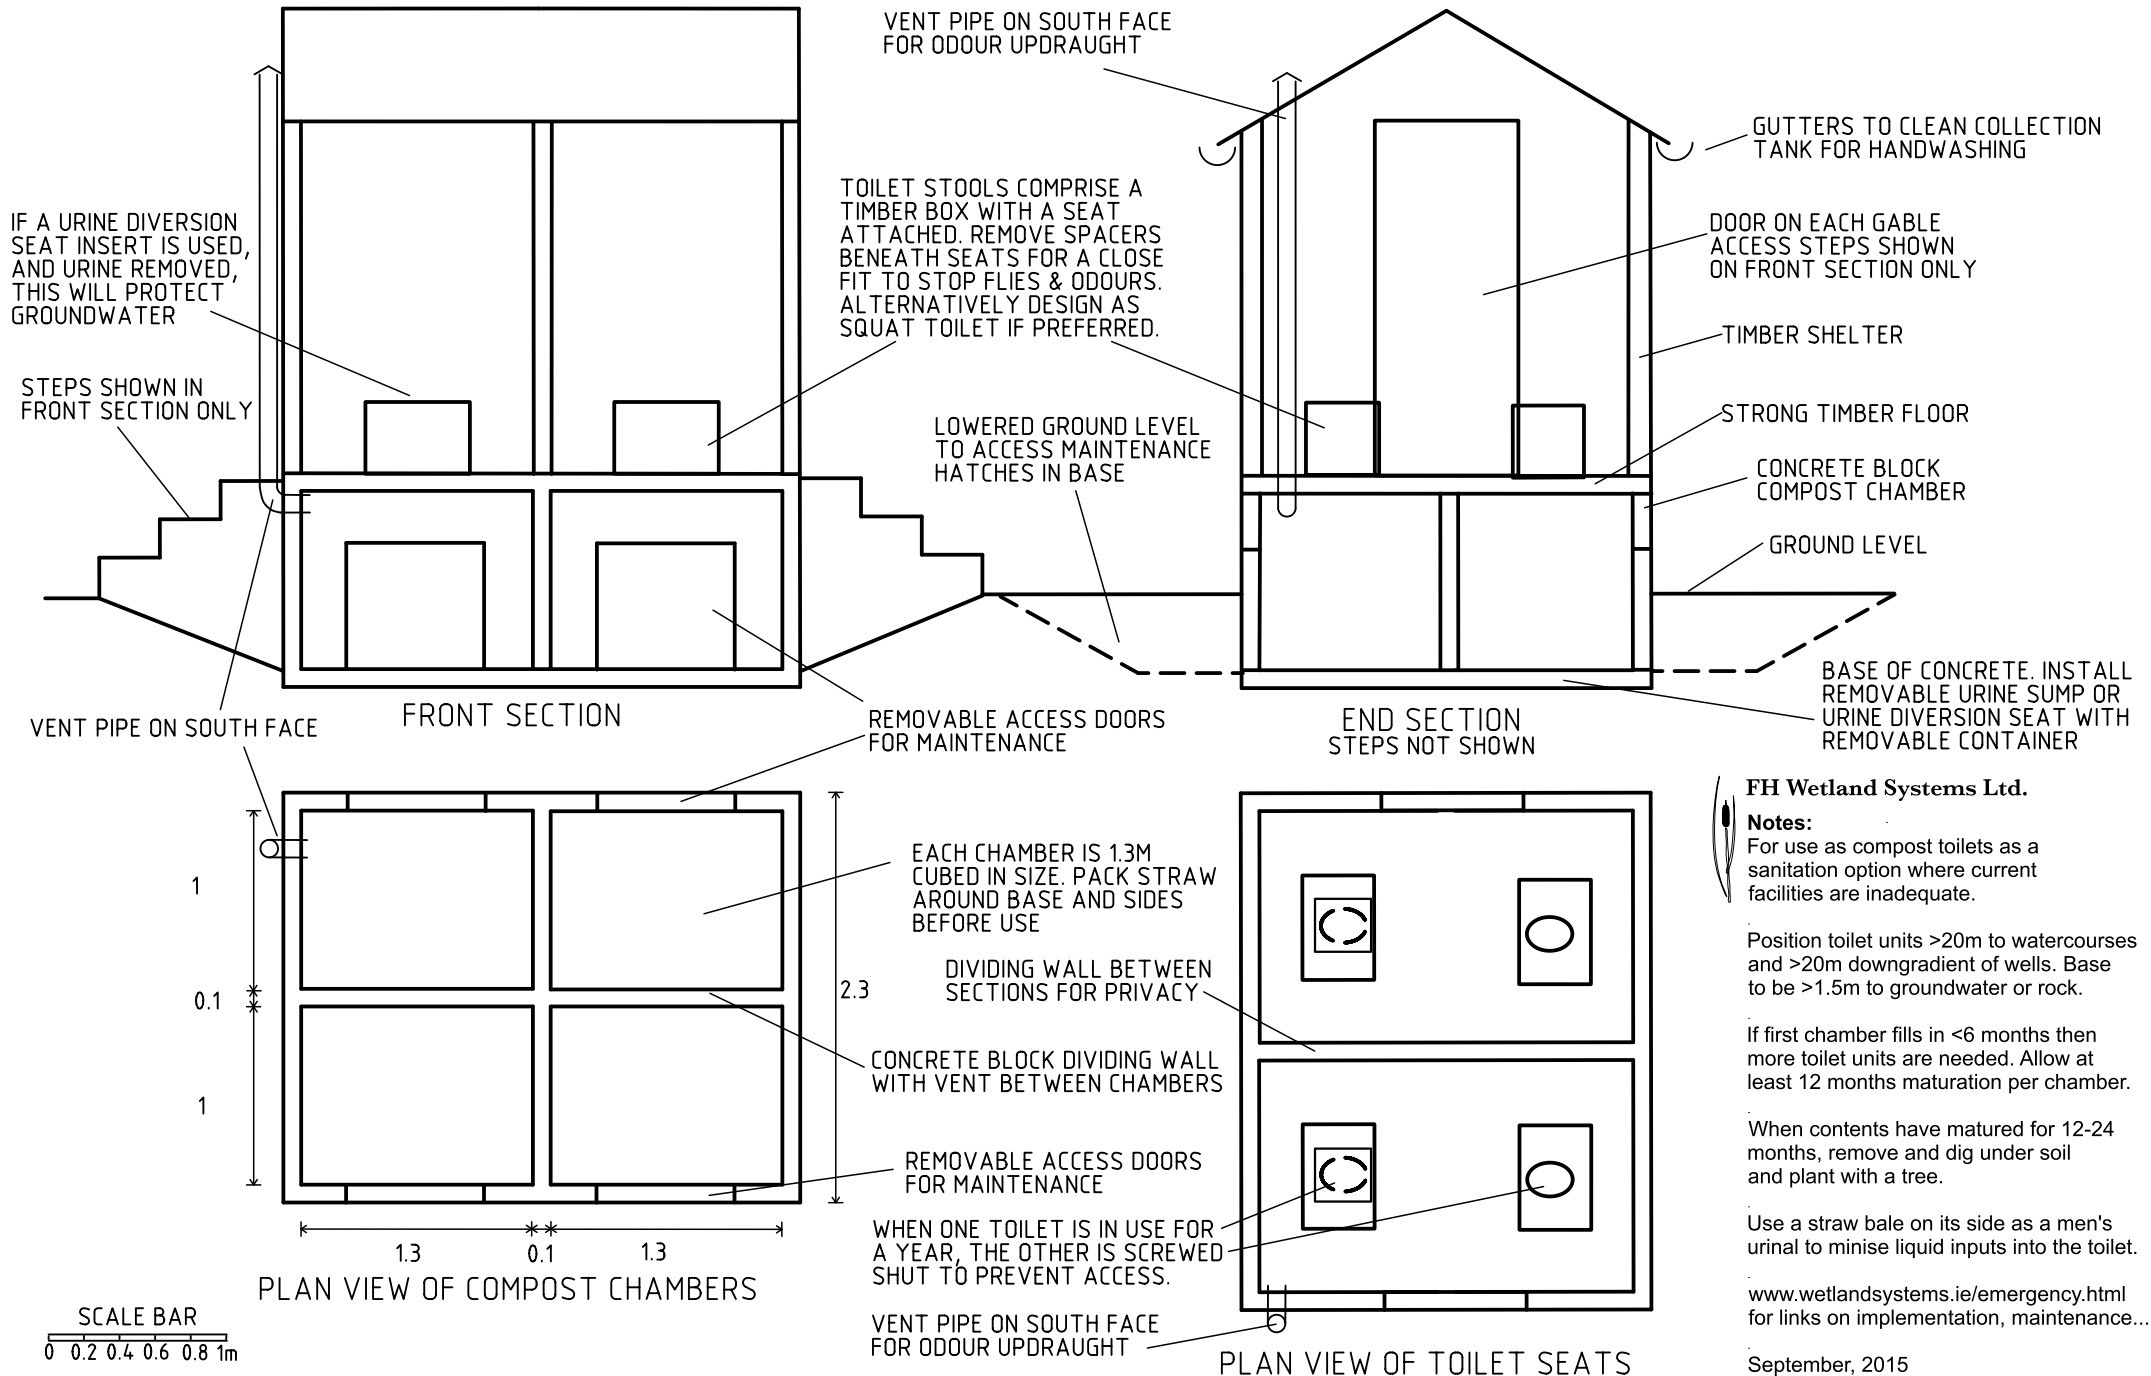 VENT PIPE ON SOUTH FACE
FOR ODOUR UPDRAUGHT
GUTTERS TO CLEAN COLLECTION
TANK FOR HANDWASHING
IF A URINE DIVERSION
SEAT INSERT IS USED,
AND URINE REMOVED,
THIS WILL PROTECT
GROUNDWATER
TOILET STOOLS COMPRISE A
TIMBER BOX WITH A SEAT
ATTACHED. REMOVE SPACERS
BENEATH SEATS FOR A CLOSE
FIT TO STOP FLIES & ODOURS.
ALTERNATIVELY DESIGN AS
SQUAT TOILET IF PREFERRED.
DOOR ON EACH GABLE
ACCESS STEPS SHOWN
ON FRONT SECTION ONLY
TIMBER SHELTER
STEPS SHOWN IN
FRONT SECTION ONLY
LOWERED GROUND LEVEL
TO ACCESS MAINTENANCE
HATCHES IN BASE
STRONG TIMBER FLOOR
CONCRETE BLOCK
COMPOST CHAMBER
GROUND LEVEL
BASE OF CONCRETE. INSTALL
REMOVABLE URINE SUMP OR
URINE DIVERSION SEAT WITH
REMOVABLE CONTAINER
VENT PIPE ON SOUTH FACE
FRONT SECTION
REMOVABLE ACCESS DOORS
FOR MAINTENANCE
END SECTION
STEPS NOT SHOWN
1
0.1
1
2.3
1.3
0.1
1.3
PLAN VIEW OF COMPOST CHAMBERS
SCALE BAR
0 0.2 0.4 0.6 0.8 1m
EACH CHAMBER IS 1.3M
CUBED IN SIZE. PACK STRAW
AROUND BASE AND SIDES
BEFORE USE
DIVIDING WALL BETWEEN
SECTIONS FOR PRIVACY
CONCRETE BLOCK DIVIDING WALL
WITH VENT BETWEEN CHAMBERS
REMOVABLE ACCESS DOORS
FOR MAINTENANCE
WHEN ONE TOILET IS IN USE FOR
A YEAR, THE OTHER IS SCREWED
SHUT TO PREVENT ACCESS.
VENT PIPE ON SOUTH FACE
FOR ODOUR UPDRAUGHT
PLAN VIEW OF TOILET SEATS
FH Wetland Systems Ltd.
Notes:
For use as compost toilets as a
sanitation option where current
facilities are inadequate.
Position toilet units >20m to watercourses
and >20m downgradient of wells. Base
to be >1.5m to groundwater or rock.
If first chamber fills in <6 months then
more toilet units are needed. Allow at
least 12 months maturation per chamber.
When contents have matured for 12-24
months, remove and dig under soil
and plant with a tree.
Use a straw bale on its side as a men's
urinal to minise liquid inputs into the toilet.
www.wetlandsystems.ie/emergency.html
for links on implementation, maintenance...
September, 2015